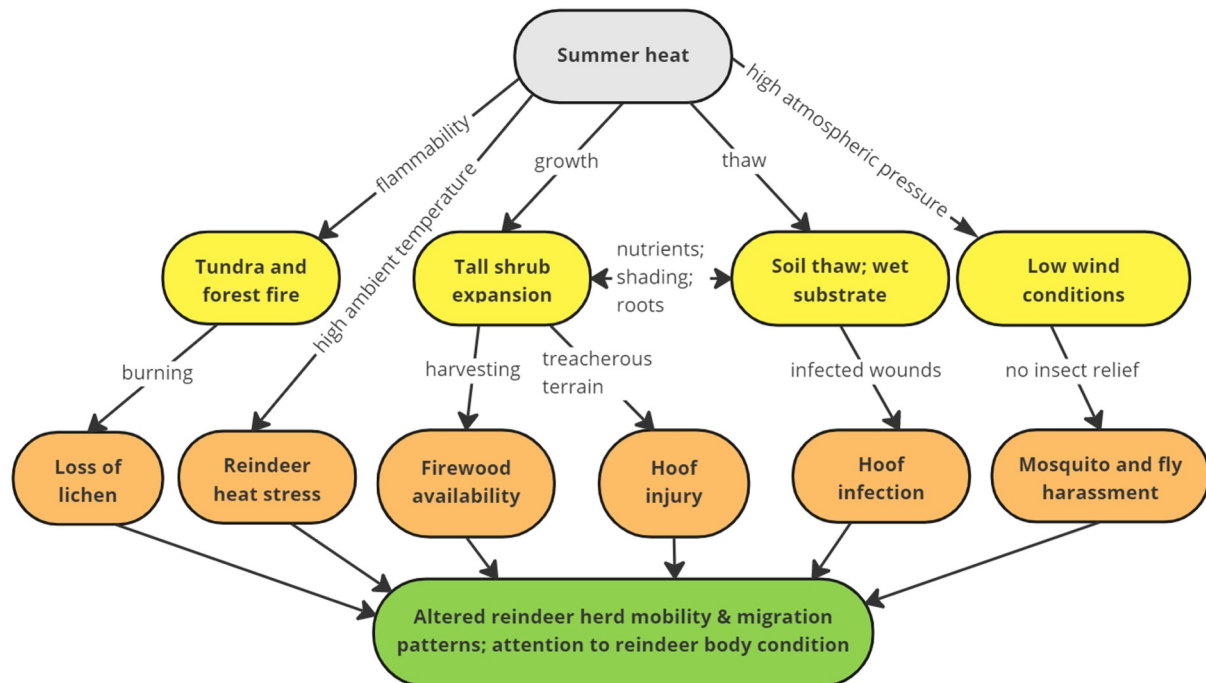 Summer heat
flammability
high ambient temperature
growth
thaw
high atmospheric pressure
Tundra and
forest fire
Tall shrub
expansion
nutrients;
shading;
roots
Soil thaw; wet
substrate
Low wind
conditions
burning
harvesting
treacherous
terrain
infected wounds
no insect relief
Loss of
lichen
Reindeer
heat stress
Firewood
availability
Hoof
injury
Hoof
infection
Mosquito and fly
harassment
Altered reindeer herd mobility & migration
patterns; attention to reindeer body condition